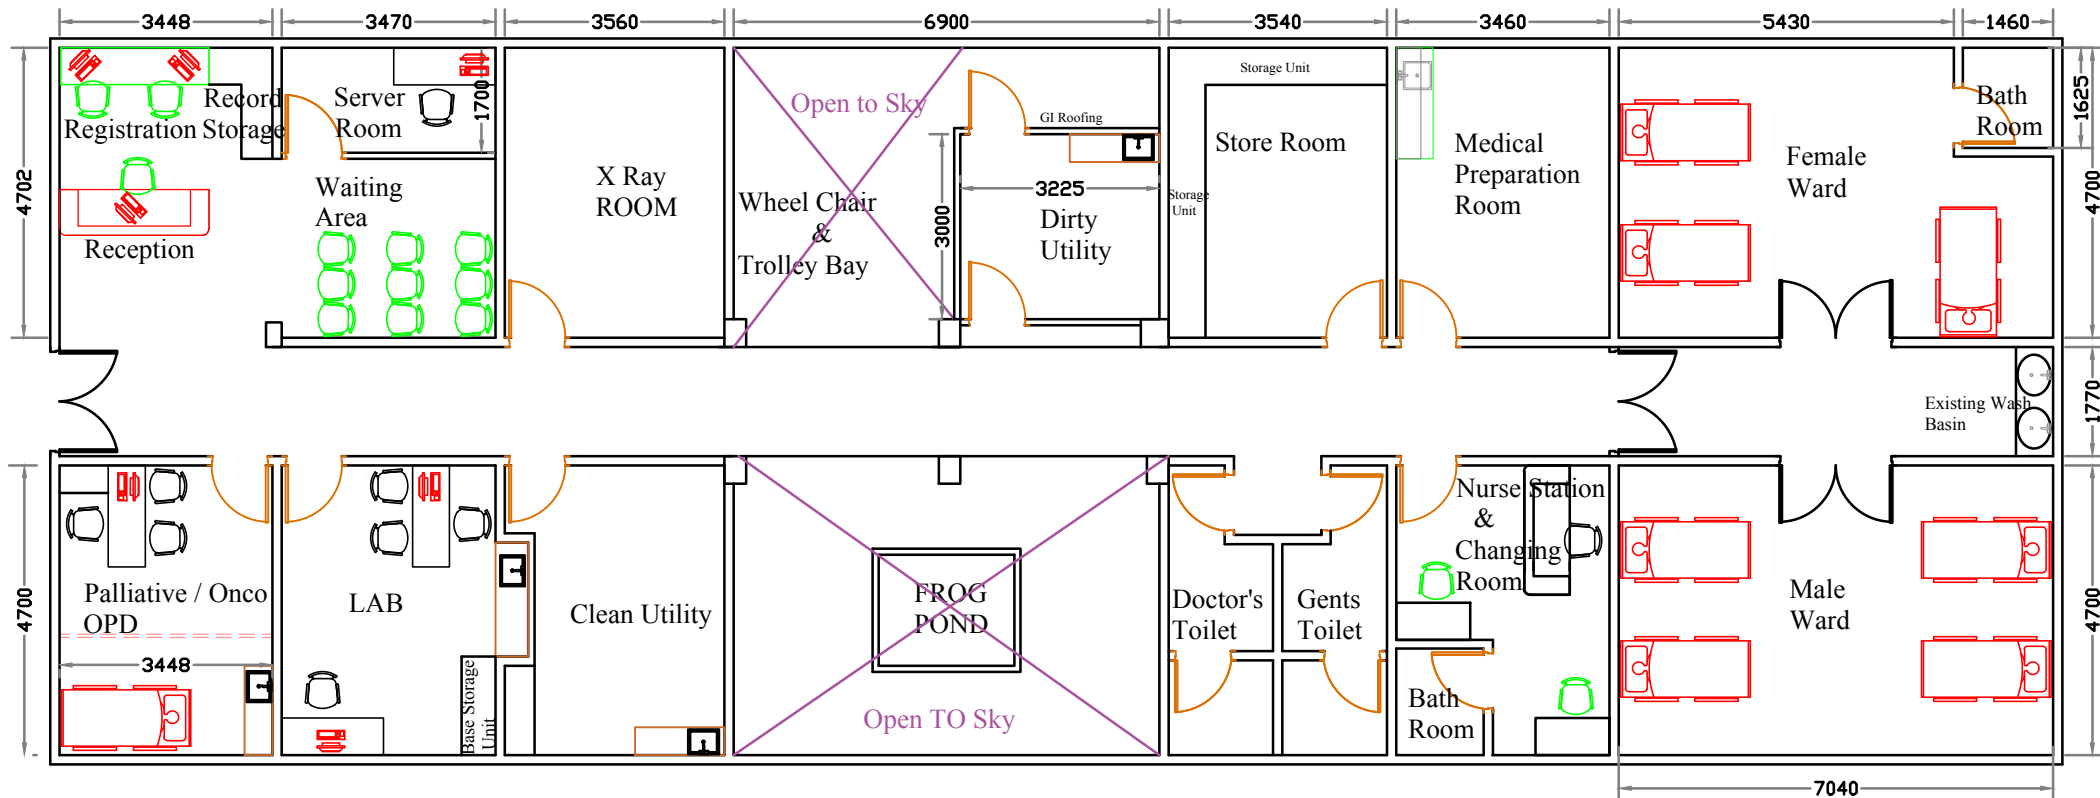 3448
3470
3560
6900
3540
3460
5430
1460
4702
Registration
Record
Storage
Server
Room
1700
Reception
Waiting
Area
X Ray
ROOM
Open to Sky
Wheel Chair
&
Trolley Bay
GI Roofing
3225
3000
Dirty
Utility
Storage Unit
Store Room
Storage
Unit
Medical
Preparation
Room
Female
Ward
Bath
Room
1625
4700
Existing Wash
Basin
1770
4700
Palliative / Onco
OPD
3448
LAB
Base Storage
Unit
Clean Utility
FROG
POND
Open TO Sky
Doctor's
Toilet
Gents
Toilet
Nurse Station
&
Changing
Room
Bath
Room
Male
Ward
4700
7040